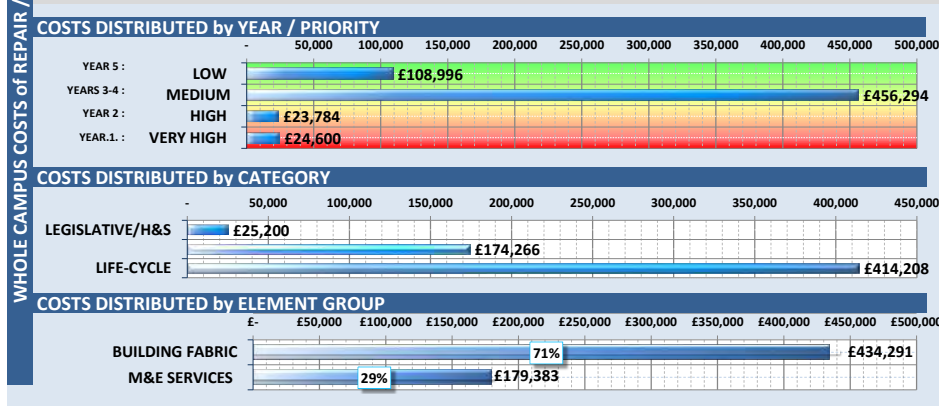 WHOLE CAMPUS COSTS of REPAIR /
COSTS DISTRIBUTED by YEAR / PRIORITY
- 50,000 100,000 150,000 200,000 250,000 300,000 350,000 400,000 450,000 500,000
YEAR 5 : LOW £108,996
YEARS 3-4 : MEDIUM £456,294
YEAR 2 : HIGH £23,784
YEAR.1. : VERY HIGH £24,600
COSTS DISTRIBUTED by CATEGORY
- 50,000 100,000 150,000 200,000 250,000 300,000 350,000 400,000 450,000
LEGISLATIVE/H&S £25,200
£174,266
LIFE-CYCLE £414,208
COSTS DISTRIBUTED by ELEMENT GROUP
£- £50,000 £100,000 £150,000 £200,000 £250,000 £300,000 £350,000 £400,000 £450,000 £500,000
BUILDING FABRIC 71% £434,291
M&E SERVICES 29% £179,383